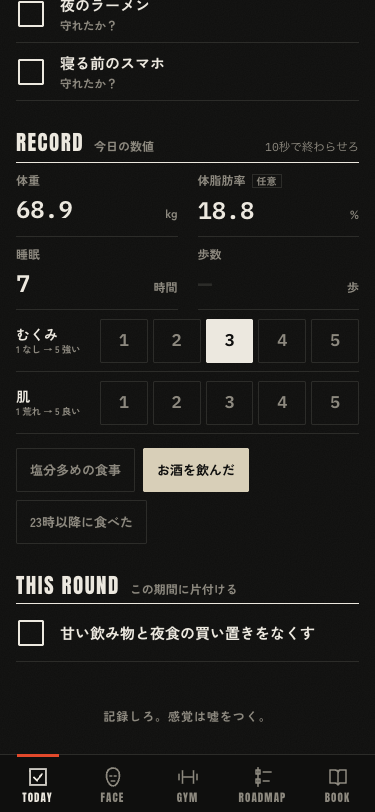 夜のラーメン
守れたか？
寝る前のスマホ
守れたか？
RECORD 今日の数値 10秒で終わらせろ
体重
68.9 kg
体脂肪率 任意
18.8 %
睡眠
7 時間
歩数
— 歩
むくみ
1 なし → 5 強い
1 2 3 4 5
肌
1 荒れ → 5 良い
1 2 3 4 5
塩分多めの食事 お酒を飲んだ
23時以降に食べた
THIS ROUND この期間に片付ける
甘い飲み物と夜食の買い置きをなくす
記録しろ。感覚は嘘をつく。
TODAY FACE GYM ROADMAP BOOK